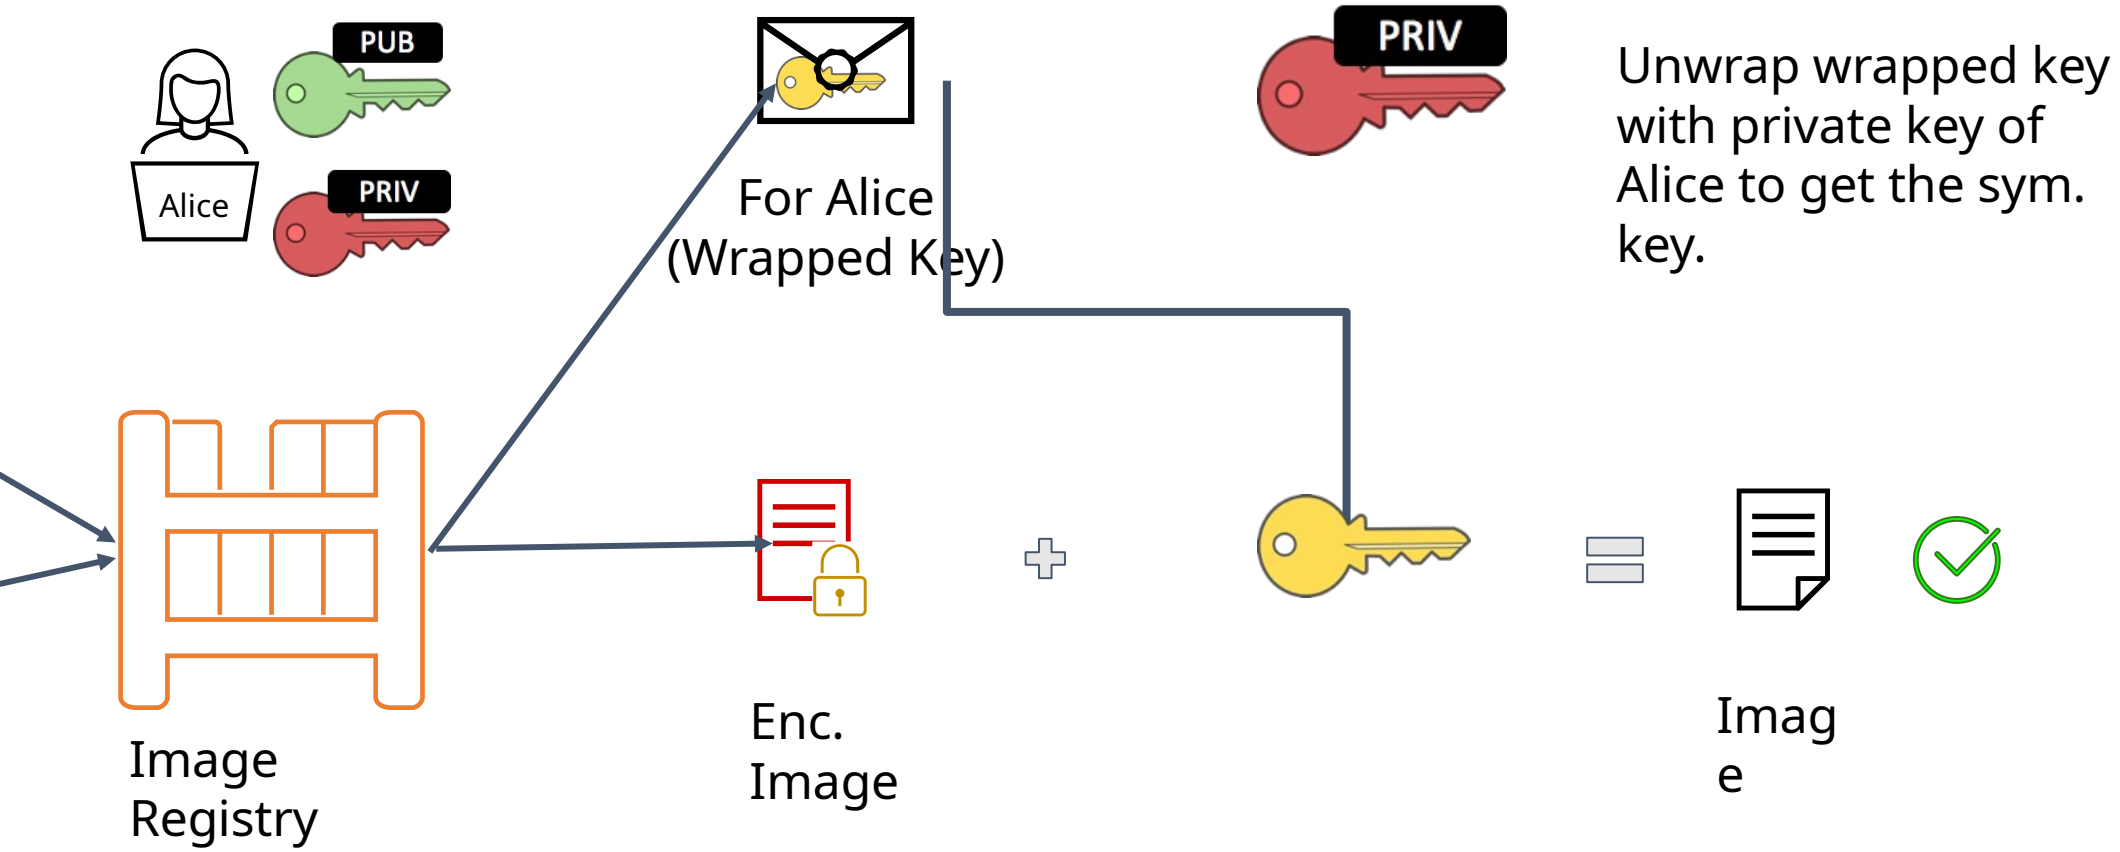 PUB
PRIV
Alice
For Alice
(Wrapped Key)
PRIV
Unwrap wrapped key
with private key of
Alice to get the sym.
key.
Image
Registry
Enc.
Image
Imag
e